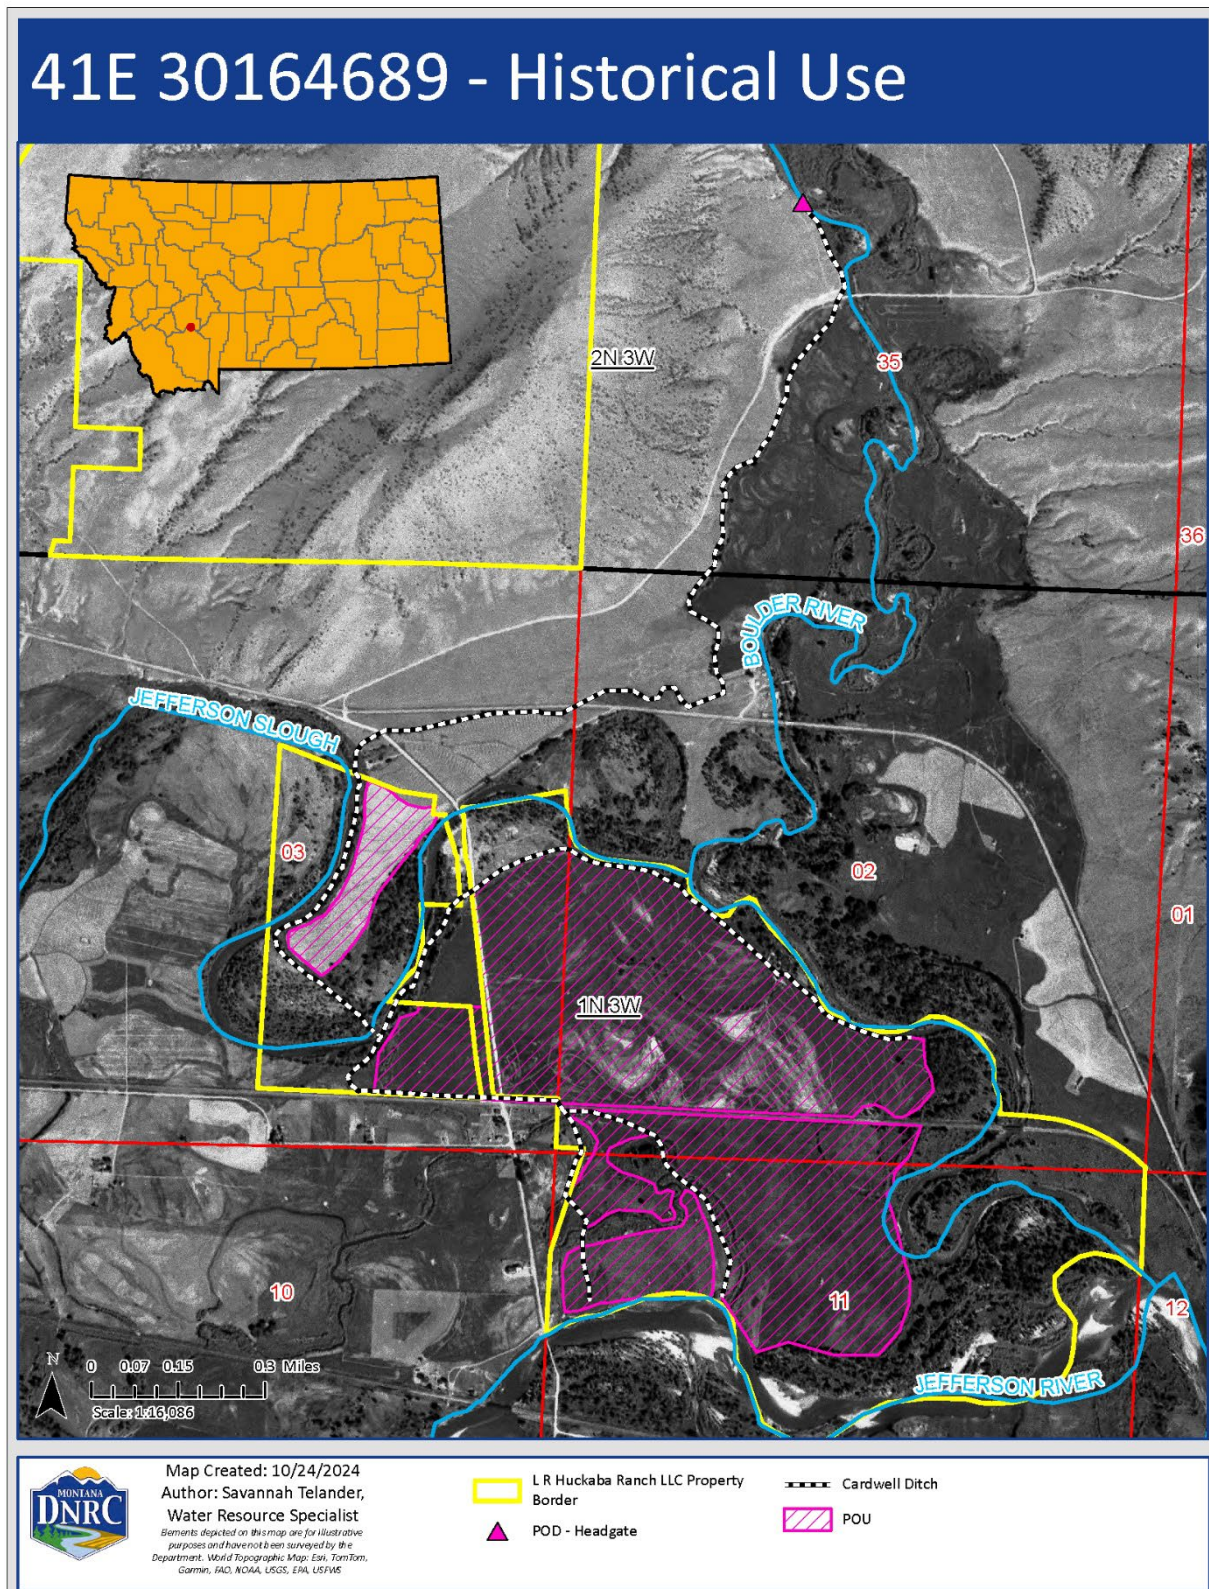 41E 30164689 - Historical Use
2N 3W
35
36
BOULDER RIVER
JEFFERSON SLOUGH
03
02
01
1N 3W
10
11
12
JEFFERSON RIVER
N
0 0.07 0.15 0.3 Miles
Scale: 1:16,086
MONTANA
DNRC
Map Created: 10/24/2024
Author: Savannah Telander,
Water Resource Specialist
Elements depicted on this map are for illustrative
purposes and have not been surveyed by the
Department. World Topographic Map: Esri, TomTom,
Garmin, FAO, NOAA, USGS, EPA, USFWS
L R Huckaba Ranch LLC Property
Border
POD - Headgate
Cardwell Ditch
POU